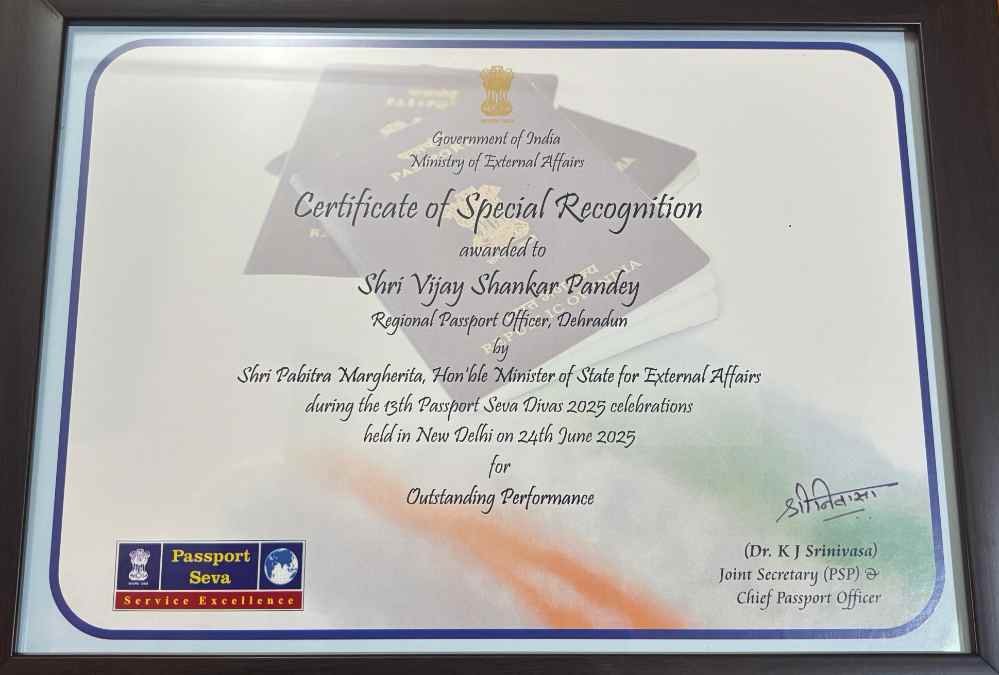 Government of India
Ministry of External Affairs
Certificate of Special Recognition
awarded to
Shri Vijay Shankar Pandey
Regional Passport Officer, Dehradun
by
Shri Pabitra Margherita, Hon'ble Minister of State for External Affairs
during the 13th Passport Seva Divas 2025 celebrations
held in New Delhi on 24th June 2025
for
Outstanding Performance
श्रीनिवासा
(Dr. K J Srinivasa)
Joint Secretary (PSP) &
Chief Passport Officer
Passport
Seva
Service Excellence